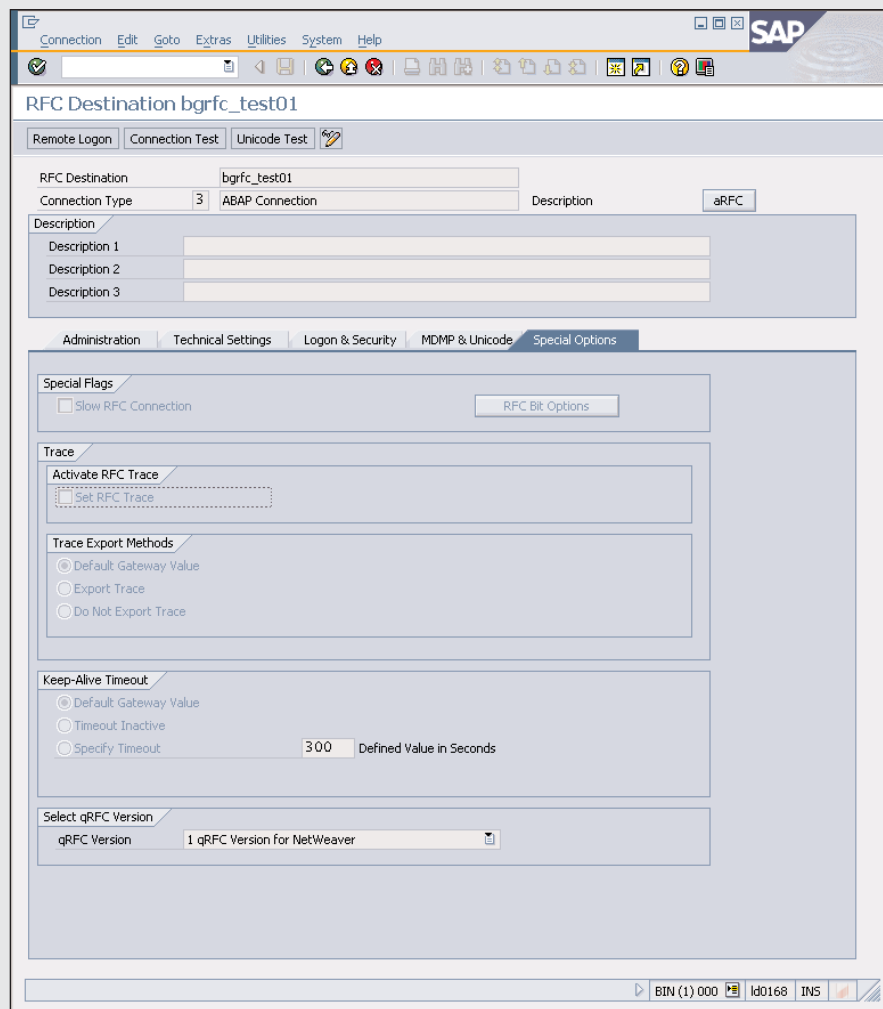 Connection Edit Goto Extras Utilities System Help
SAP
RFC Destination bgrfc_test01
Remote Logon Connection Test Unicode Test
RFC Destination bgrfc_test01
Connection Type 3 ABAP Connection Description aRFC
Description
Description 1
Description 2
Description 3
Administration Technical Settings Logon & Security MDMP & Unicode Special Options
Special Flags
Slow RFC Connection RFC Bit Options
Trace
Activate RFC Trace
Set RFC Trace
Trace Export Methods
Default Gateway Value
Export Trace
Do Not Export Trace
Keep-Alive Timeout
Default Gateway Value
Timeout Inactive
Specify Timeout 300 Defined Value in Seconds
Select qRFC Version
qRFC Version 1 qRFC Version for NetWeaver
BIN (1) 000 ld0168 INS